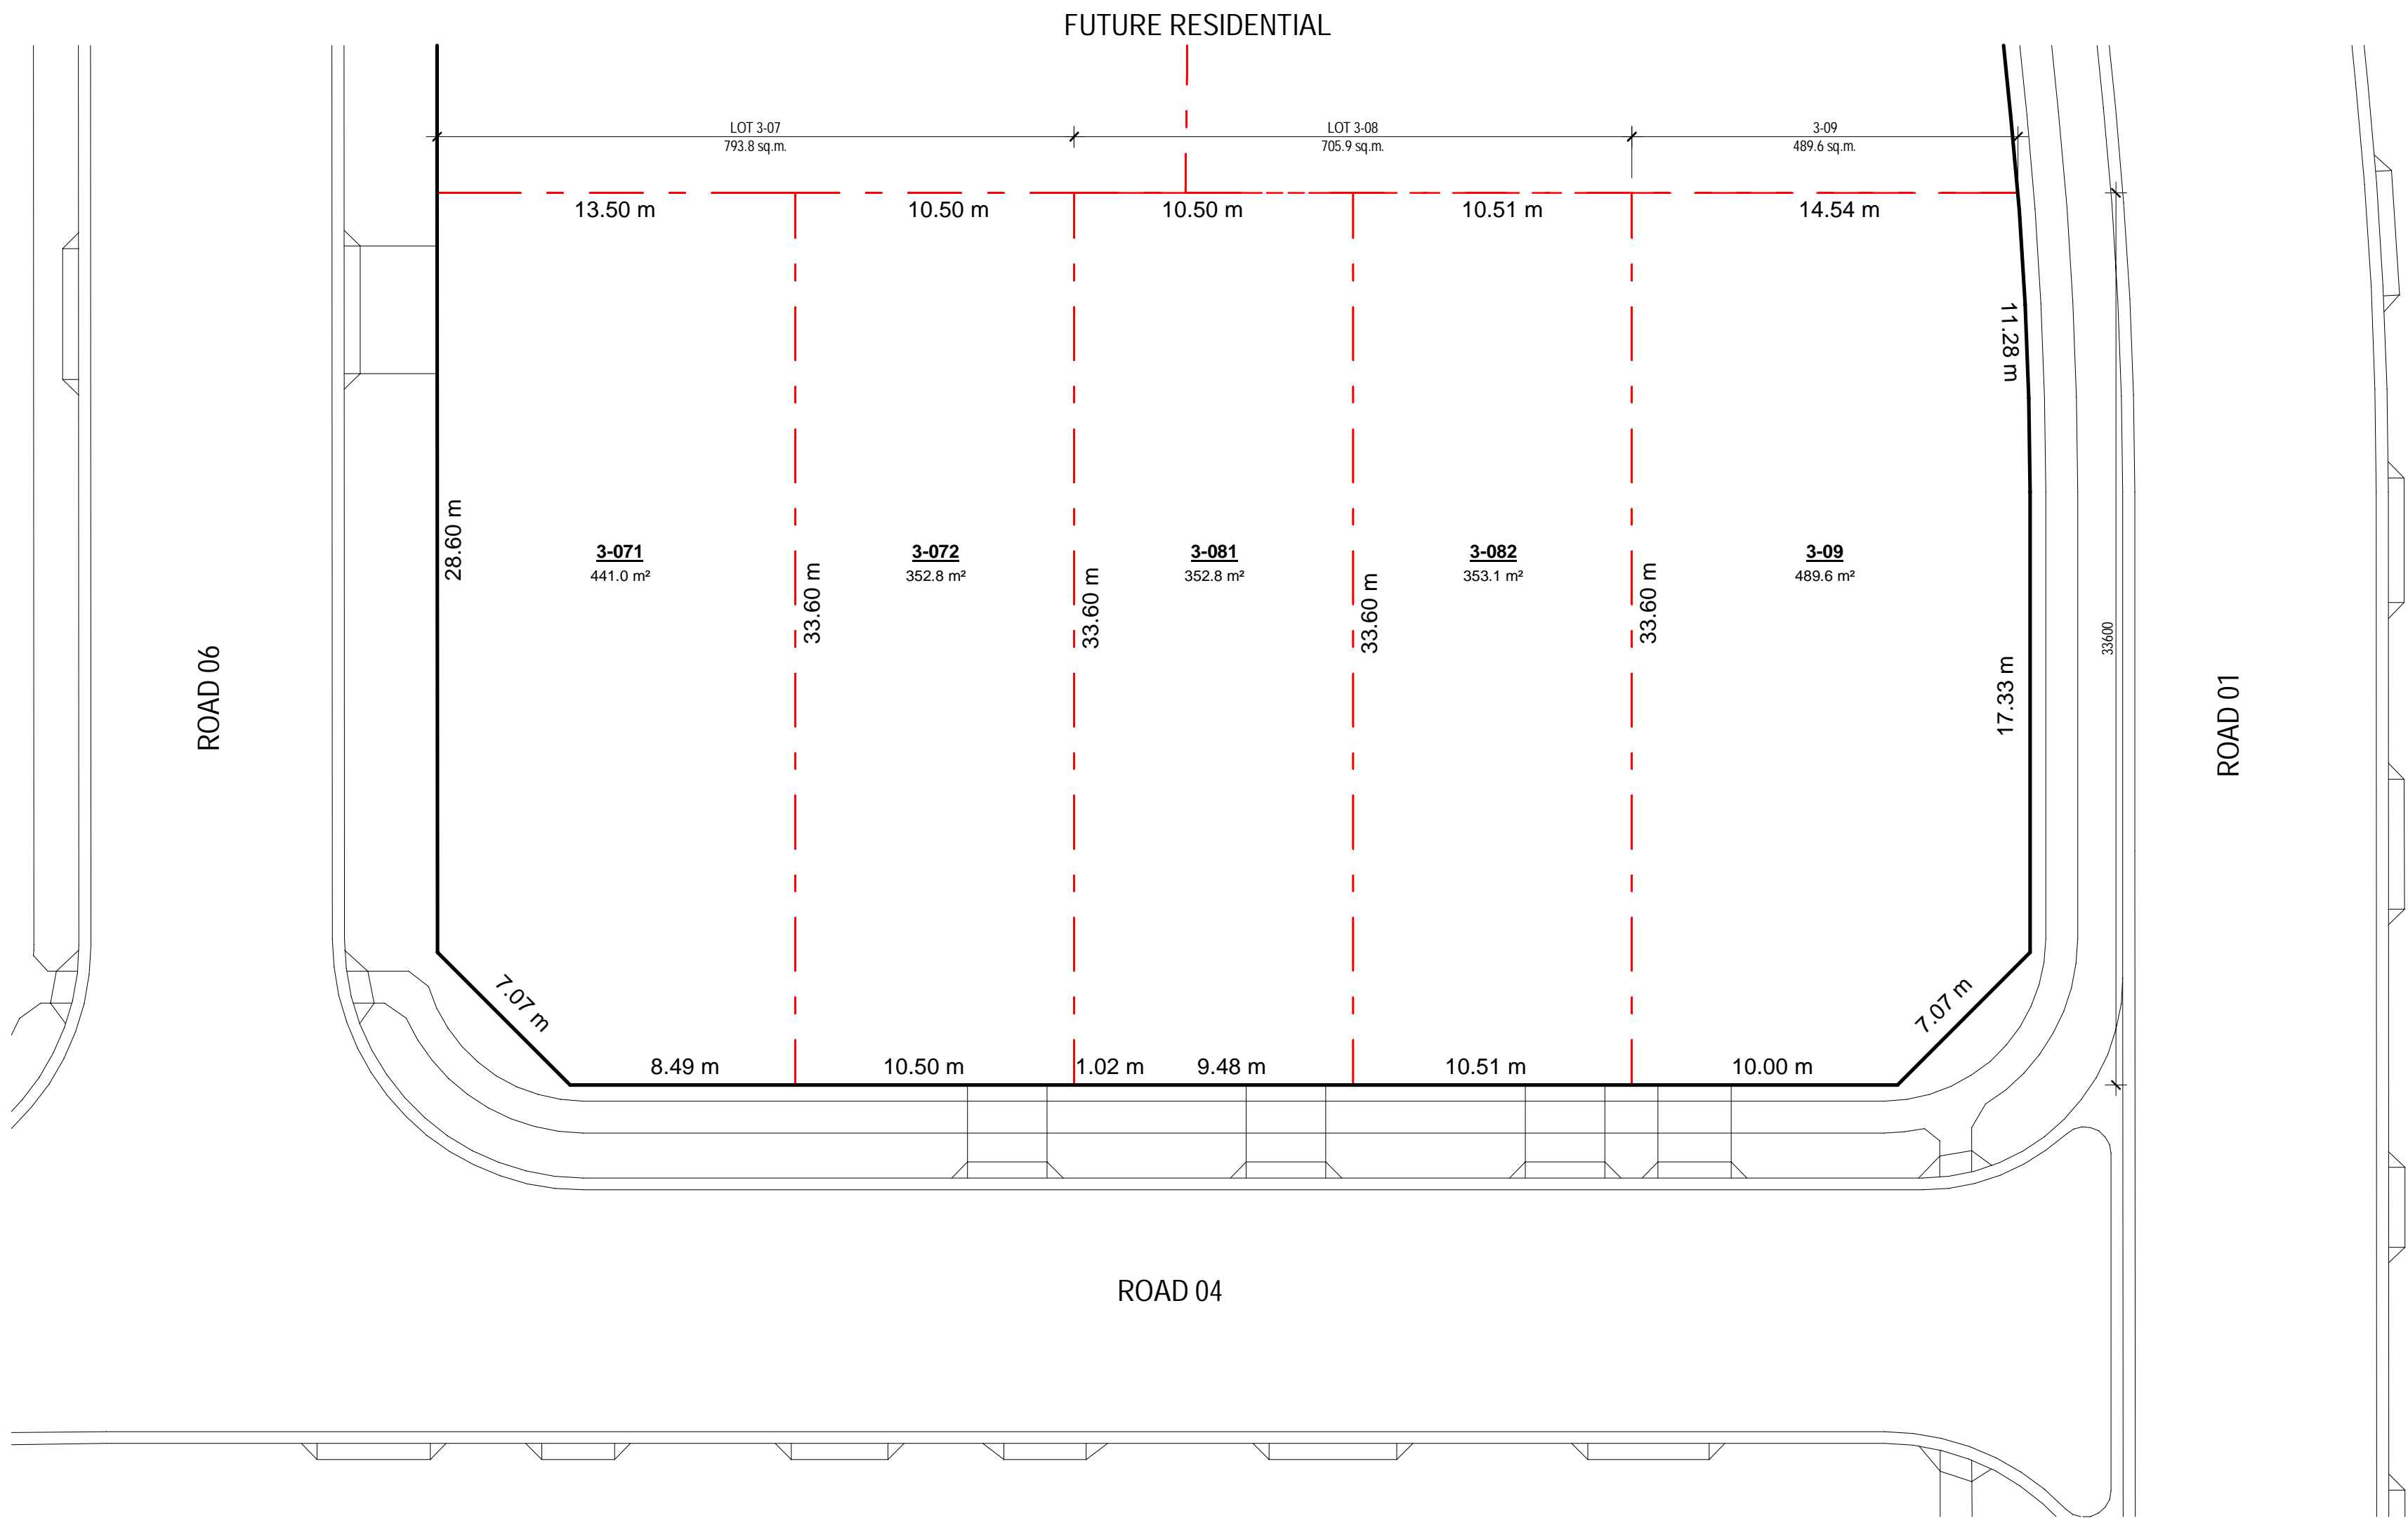 FUTURE RESIDENTIAL
LOT 3-07
793.8 sq.m.
LOT 3-08
705.9 sq.m.
3-09
489.6 sq.m.
13.50 m
10.50 m
10.50 m
10.51 m
14.54 m
11.28 m
28.60 m
3-071
441.0 m²
3-072
352.8 m²
3-081
352.8 m²
3-082
353.1 m²
3-09
489.6 m²
33.60 m
33.60 m
33.60 m
33.60 m
33600
17.33 m
ROAD 06
ROAD 01
7.07 m
7.07 m
8.49 m
10.50 m
1.02 m
9.48 m
10.51 m
10.00 m
ROAD 04